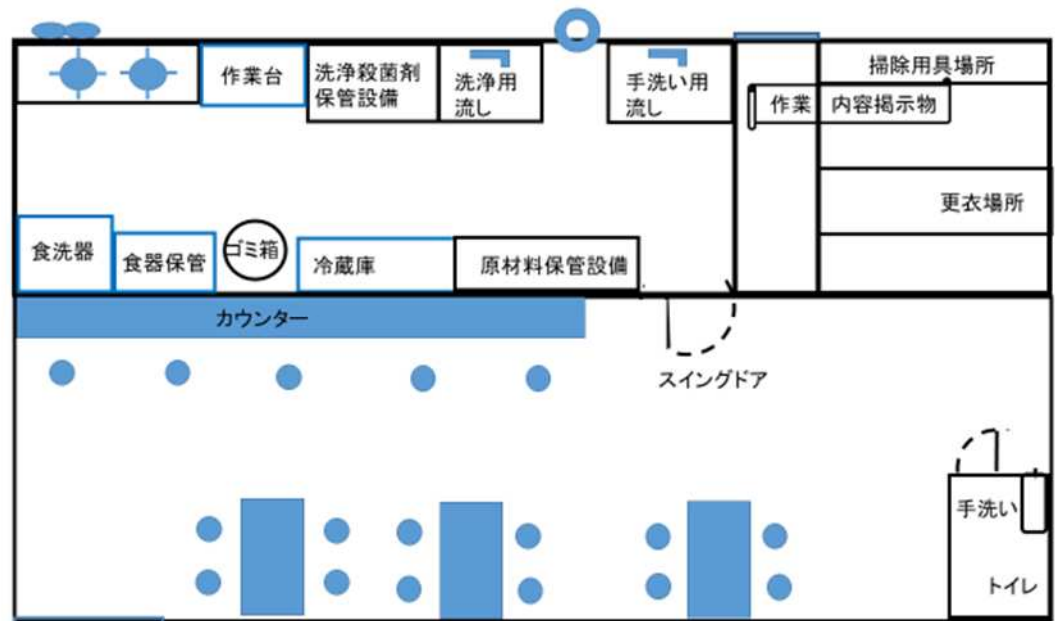 作業台
洗浄殺菌剤
保管設備
洗浄用
流し
手洗い用
流し
掃除用具場所
作業 内容掲示物
更衣場所
食洗器
食器保管
ゴミ箱
冷蔵庫
原材料保管設備
カウンター
スイングドア
手洗い
トイレ